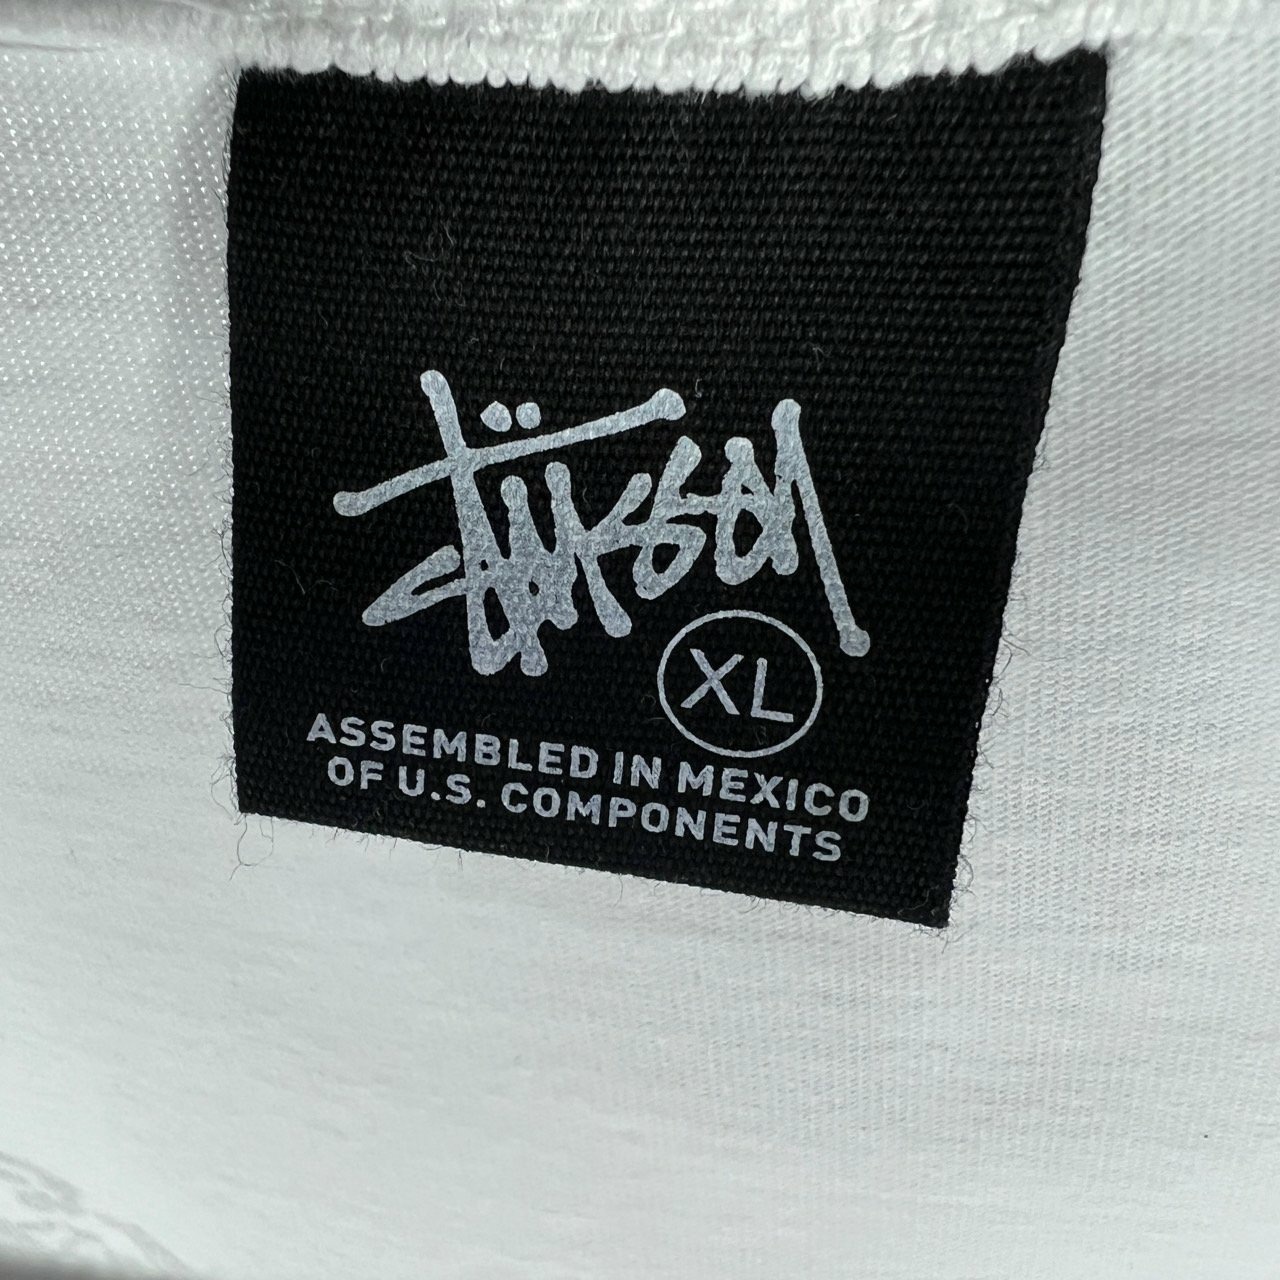 Stüssy
XL
ASSEMBLED IN MEXICO
OF U.S. COMPONENTS